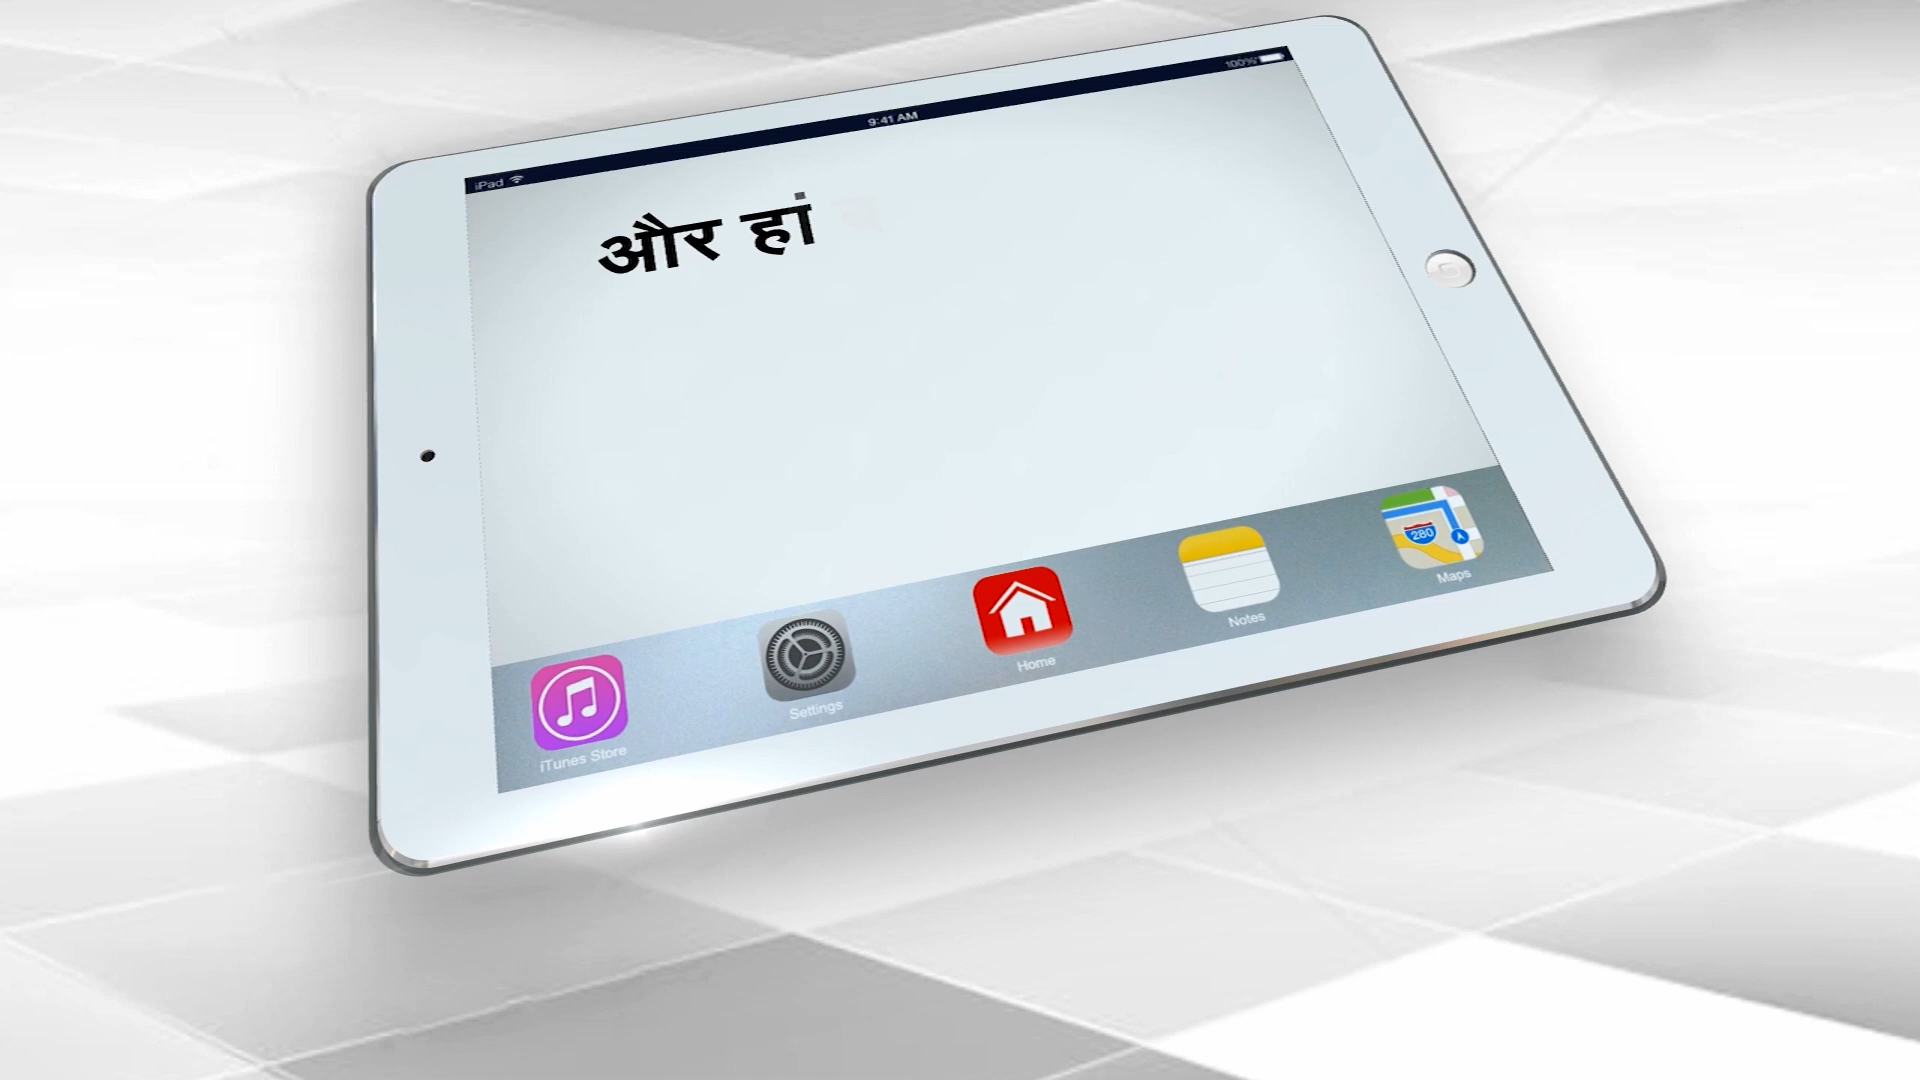 iPad
9:41 AM
100%
और हां
iTunes Store
Settings
Home
Notes
280
Maps